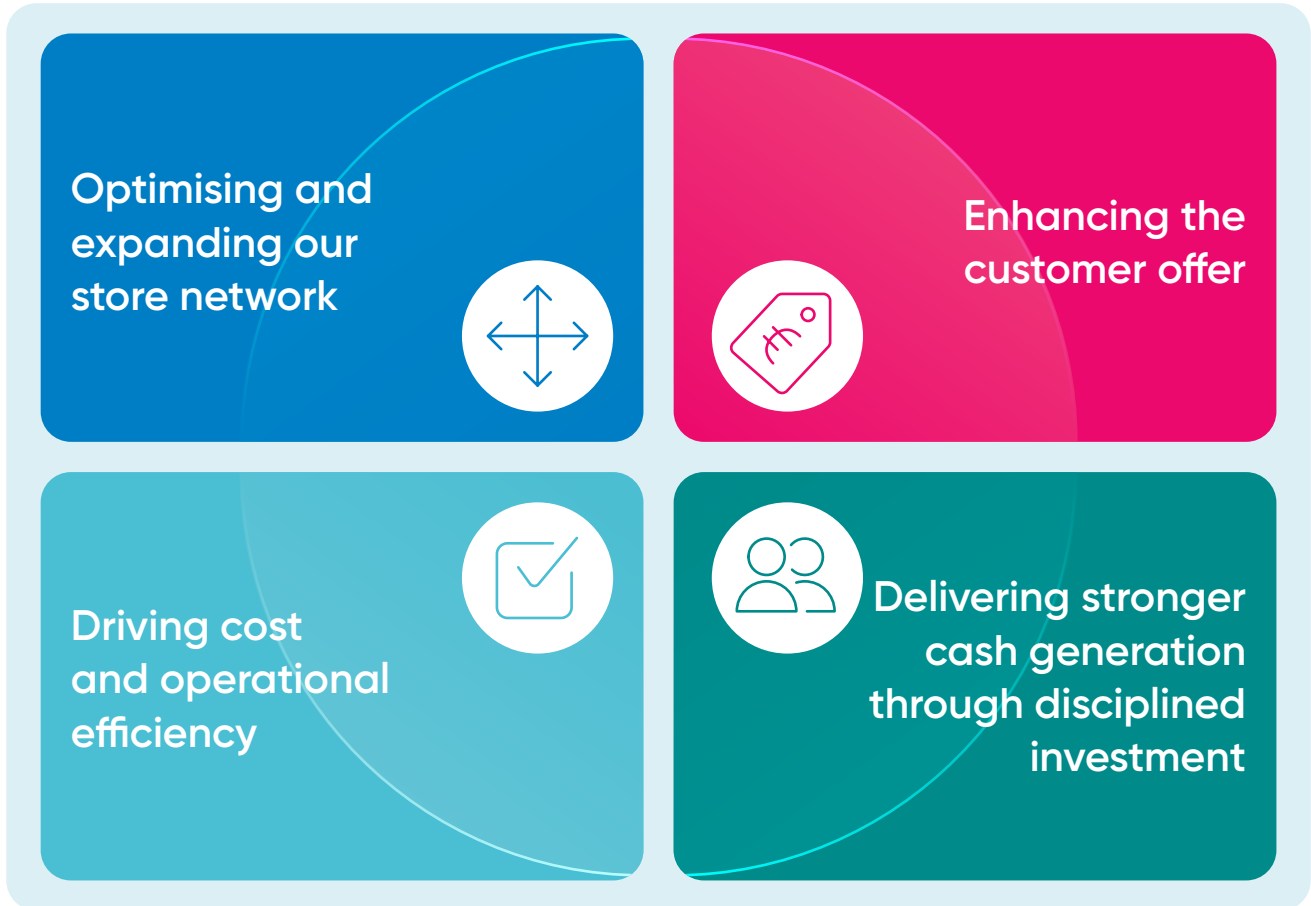 Optimising and
expanding our
store network
Enhancing the
customer offer
Driving cost
and operational
efficiency
Delivering stronger
cash generation
through disciplined
investment